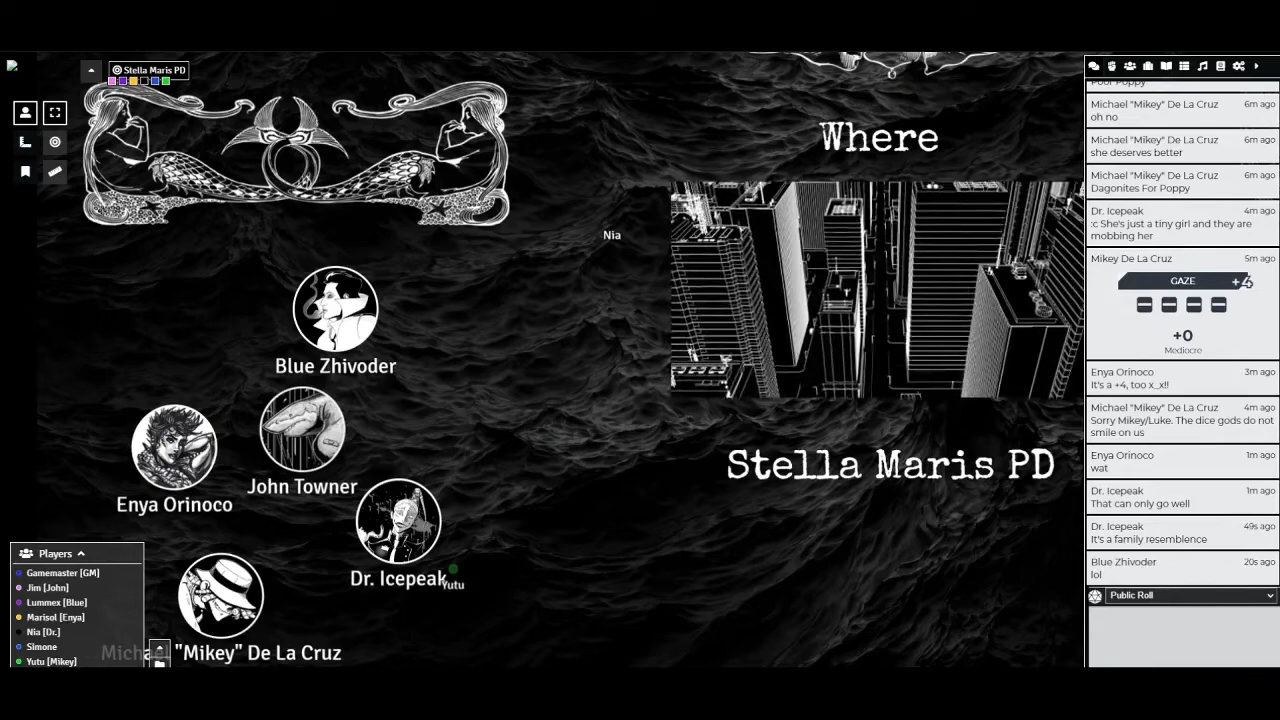 Stella Maris PD
Where
Nia
Blue Zhivoder
John Towner
Enya Orinoco
Stella Maris PD
Dr. Icepeak
Yutu
Michael "Mikey" De La Cruz
Players
Gamemaster [GM]
Jim [John]
Lummex [Blue]
Marisol [Enya]
Nia [Dr.]
Simone
Yutu [Mikey]
Poor Poppy
Michael "Mikey" De La Cruz 6m ago
oh no
Michael "Mikey" De La Cruz 6m ago
she deserves better
Michael "Mikey" De La Cruz 6m ago
Dagonites For Poppy
Dr. Icepeak 4m ago
:c She's just a tiny girl and they are
mobbing her
Mikey De La Cruz 5m ago
GAZE +4
+0
Mediocre
Enya Orinoco 3m ago
It's a +4, too x_x!!
Michael "Mikey" De La Cruz 4m ago
Sorry Mikey/Luke. The dice gods do not
smile on us
Enya Orinoco 1m ago
wat
Dr. Icepeak 1m ago
That can only go well
Dr. Icepeak 49s ago
It's a family resemblence
Blue Zhivoder 20s ago
lol
Public Roll